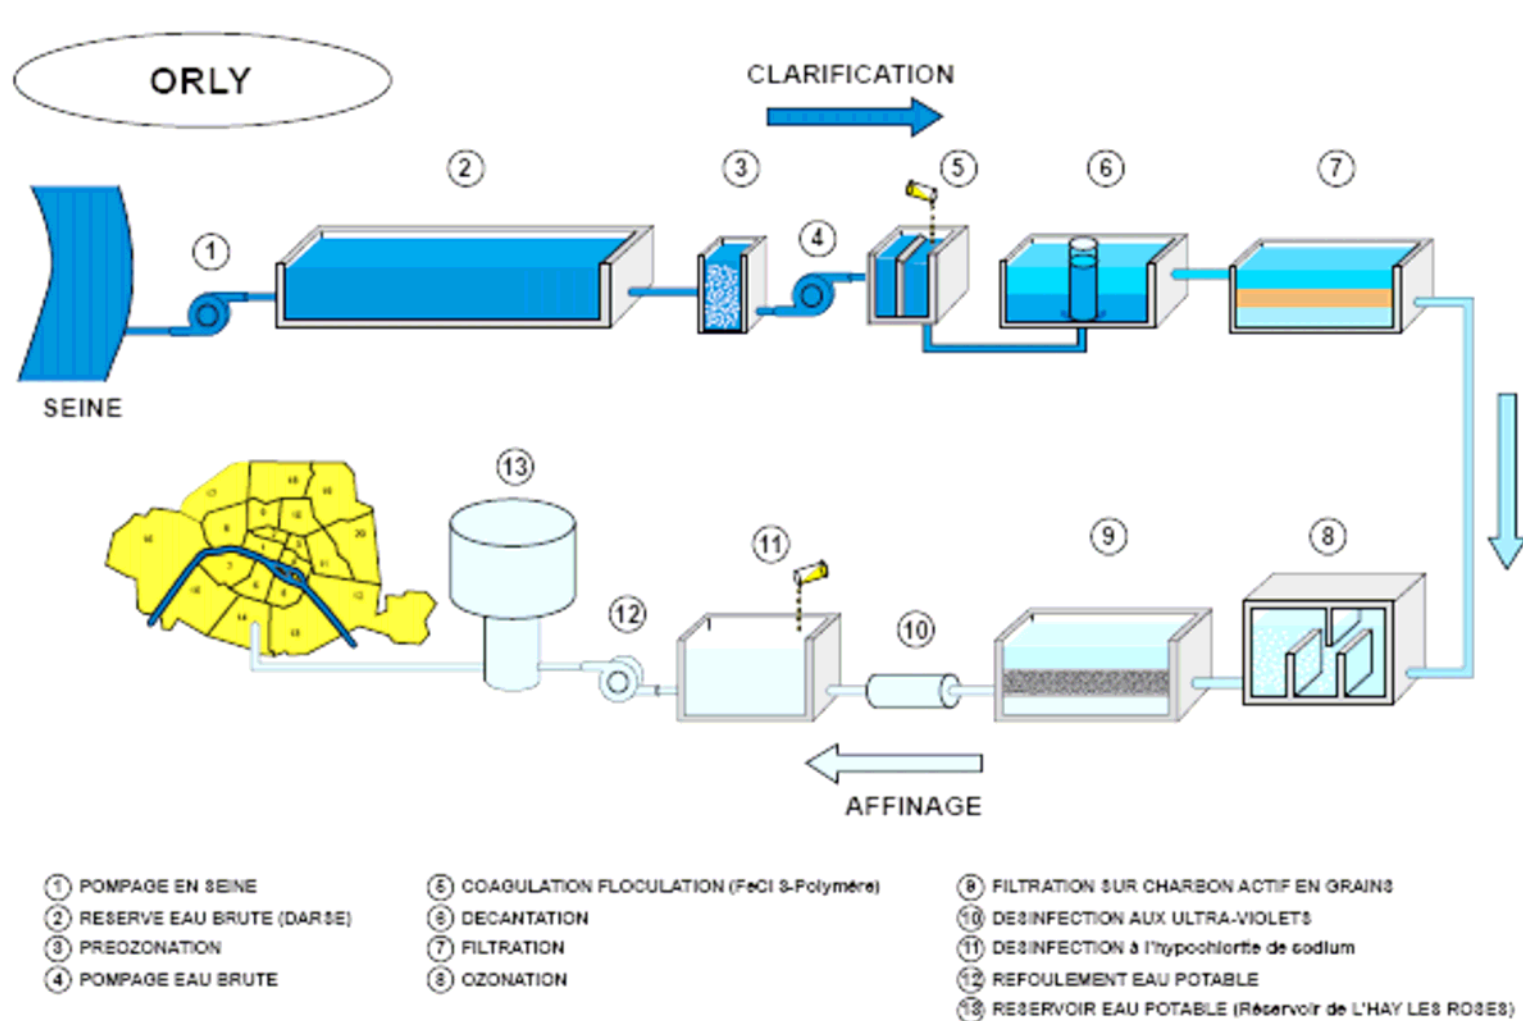 ORLY
CLARIFICATION
2
3
5
6
7
1
4
SEINE
13
11
9
8
12
10
AFFINAGE
1 POMPAGE EN SEINE
2 RESERVE EAU BRUTE (DARSE)
3 PREOZONATION
4 POMPAGE EAU BRUTE
5 COAGULATION FLOCULATION (FeCl 3-Polymère)
6 DECANTATION
7 FILTRATION
8 OZONATION
9 FILTRATION SUR CHARBON ACTIF EN GRAINS
10 DESINFECTION AUX ULTRA-VIOLETS
11 DESINFECTION à l'hypochlorite de sodium
12 REFOULEMENT EAU POTABLE
13 RESERVOIR EAU POTABLE (Réservoir de L'HAY LES ROSES)